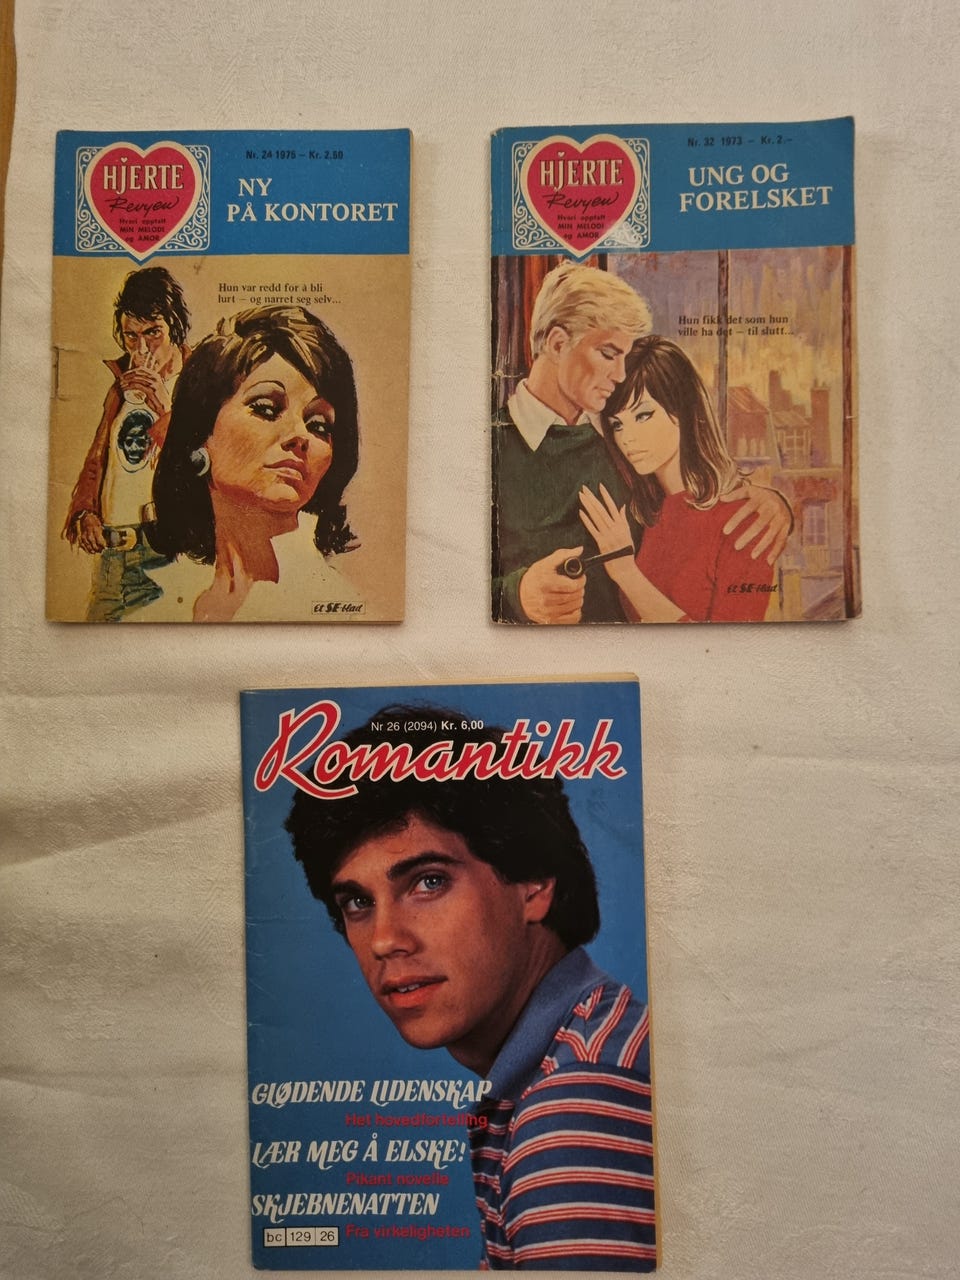 Nr. 24 1975 – Kr. 2.50
HJERTE
Revyen
Hvori opptatt
MIN MELODI
og AMOR
NY
PÅ KONTORET
Hun var redd for å bli
lurt – og narret seg selv...
et SE-blad
Nr. 32 1973 – Kr. 2.–
HJERTE
Revyen
Hvori opptatt
MIN MELODI
og AMOR
UNG OG
FORELSKET
Hun fikk det som hun
ville ha det – til slutt...
et SE-blad
Nr 26 (2094) Kr. 6,00
Romantikk
GLØDENDE LIDENSKAP
Het hovedfortelling
LÆR MEG Å ELSKE!
Pikant novelle
SKJEBNENATTEN
Fra virkeligheten
bc 129 26